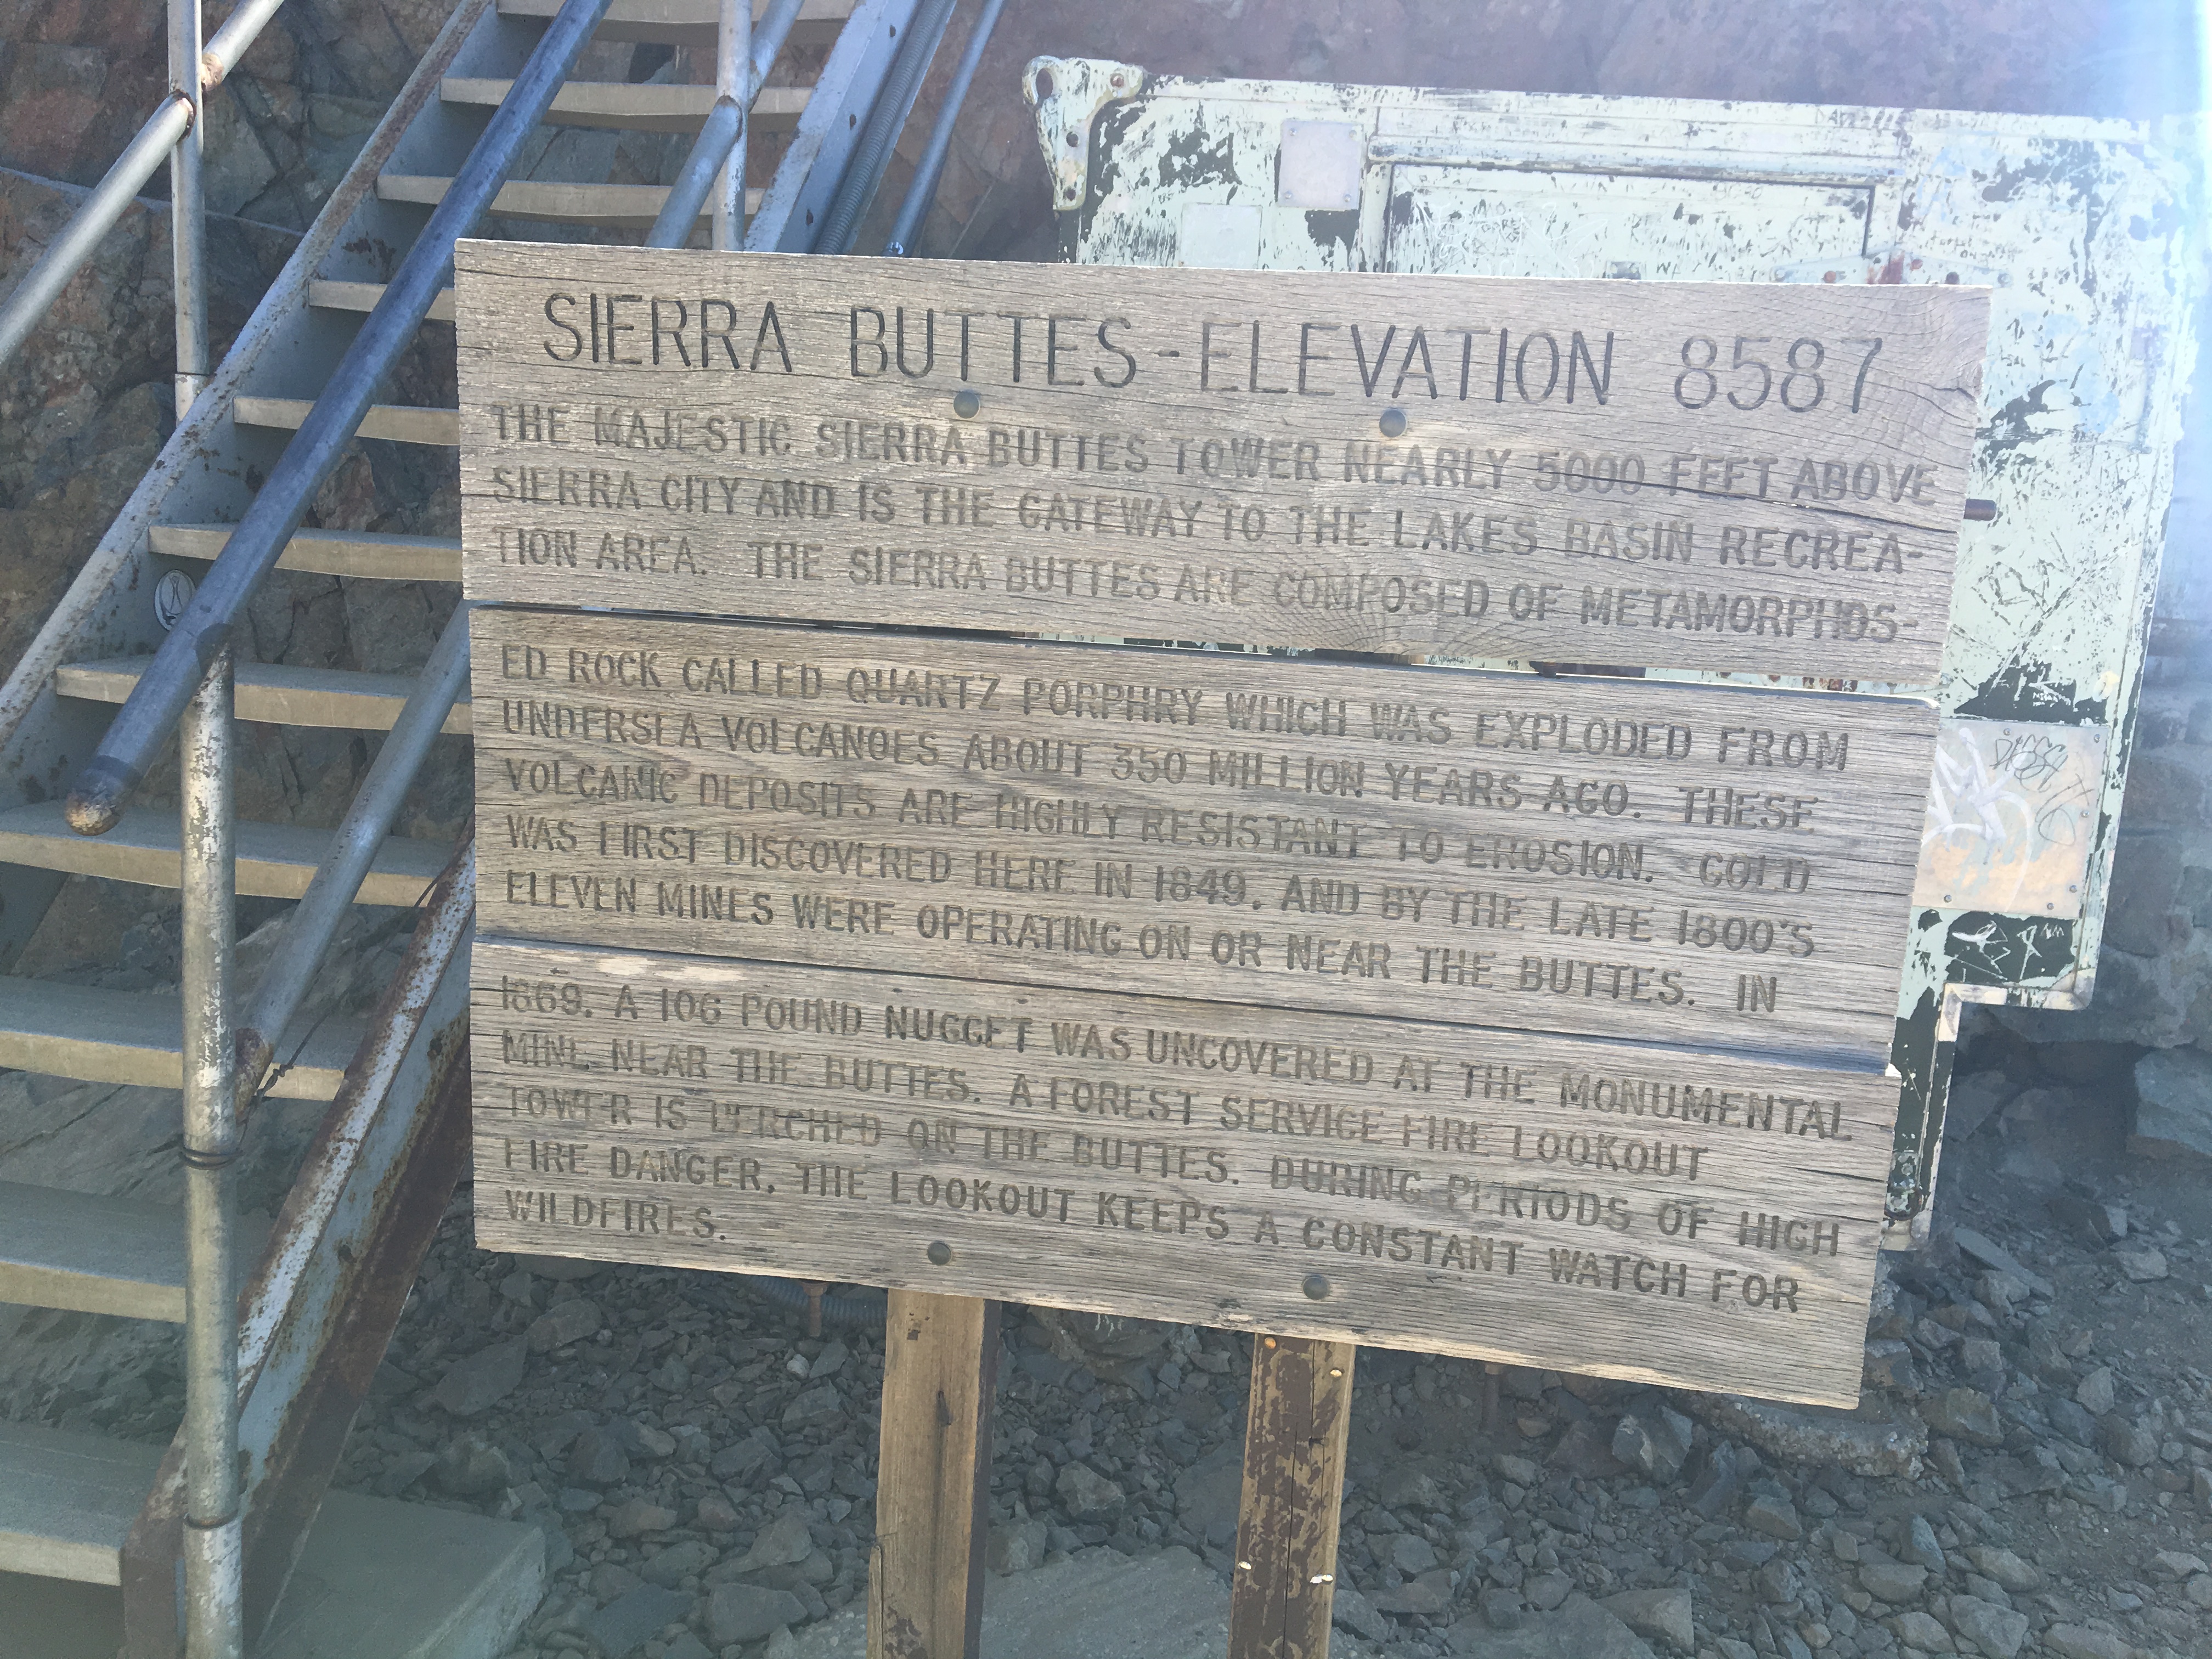 SIERRA BUTTES - ELEVATION 8587
THE MAJESTIC SIERRA BUTTES TOWER NEARLY 5000 FEET ABOVE
SIERRA CITY AND IS THE GATEWAY TO THE LAKES BASIN RECREA-
TION AREA. THE SIERRA BUTTES ARE COMPOSED OF METAMORPHOS-
ED ROCK CALLED QUARTZ PORPHRY WHICH WAS EXPLODED FROM
UNDERSEA VOLCANOES ABOUT 350 MILLION YEARS AGO. THESE
VOLCANIC DEPOSITS ARE HIGHLY RESISTANT TO EROSION. GOLD
WAS FIRST DISCOVERED HERE IN 1849, AND BY THE LATE 1800'S
ELEVEN MINES WERE OPERATING ON OR NEAR THE BUTTES. IN
1869, A 106 POUND NUGGET WAS UNCOVERED AT THE MONUMENTAL
MINE NEAR THE BUTTES. A FOREST SERVICE FIRE LOOKOUT
TOWER IS PERCHED ON THE BUTTES. DURING PERIODS OF HIGH
FIRE DANGER, THE LOOKOUT KEEPS A CONSTANT WATCH FOR
WILDFIRES.